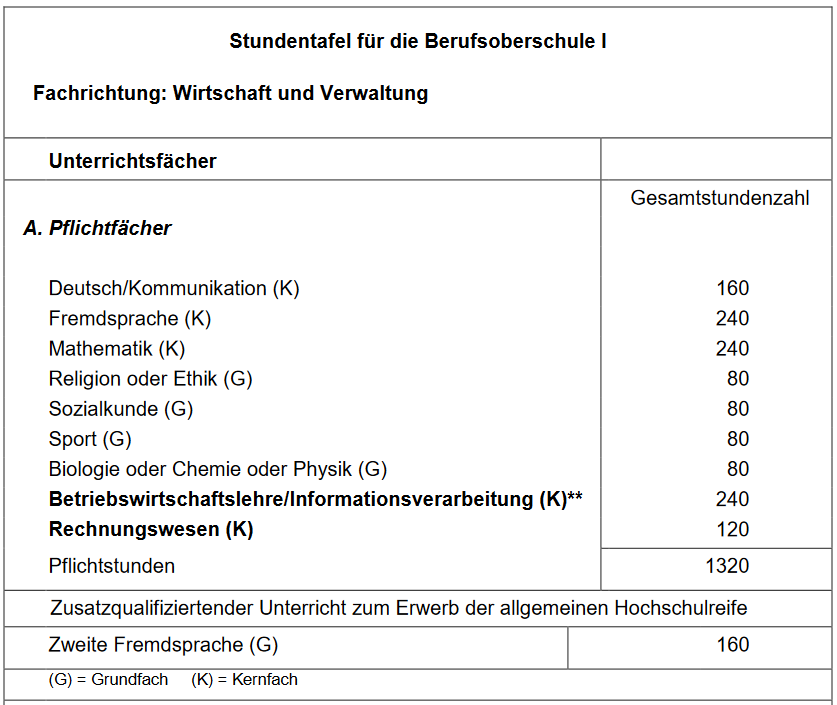 Stundentafel für die Berufsoberschule I
Fachrichtung: Wirtschaft und Verwaltung
Unterrichtsfächer
Gesamtstundenzahl
A. Pflichtfächer
Deutsch/Kommunikation (K) 160
Fremdsprache (K) 240
Mathematik (K) 240
Religion oder Ethik (G) 80
Sozialkunde (G) 80
Sport (G) 80
Biologie oder Chemie oder Physik (G) 80
Betriebswirtschaftslehre/Informationsverarbeitung (K)** 240
Rechnungswesen (K) 120
Pflichtstunden 1320
Zusatzqualifiziertender Unterricht zum Erwerb der allgemeinen Hochschulreife
Zweite Fremdsprache (G) 160
(G) = Grundfach (K) = Kernfach